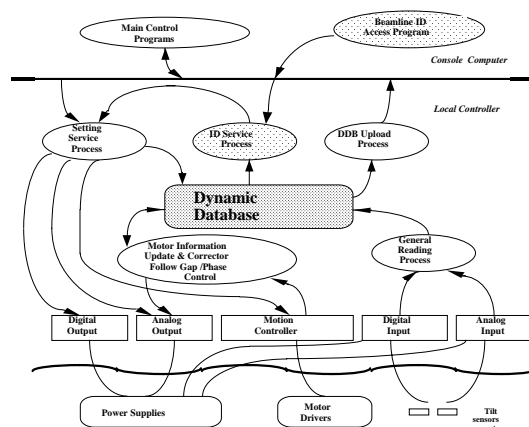 Main Control
Programs
Beamline ID
Access Program
Console Computer
Local Controller
Setting
Service
Process
ID Service
Process
DDB Upload
Process
Dynamic
Database
Motor Information
Update & Corrector
Follow Gap /Phase
Control
General
Reading
Process
Digital
Output
Analog
Output
Motion
Controller
Digital
Input
Analog
Input
Power Supplies
Motor
Drivers
Tilt
sensors